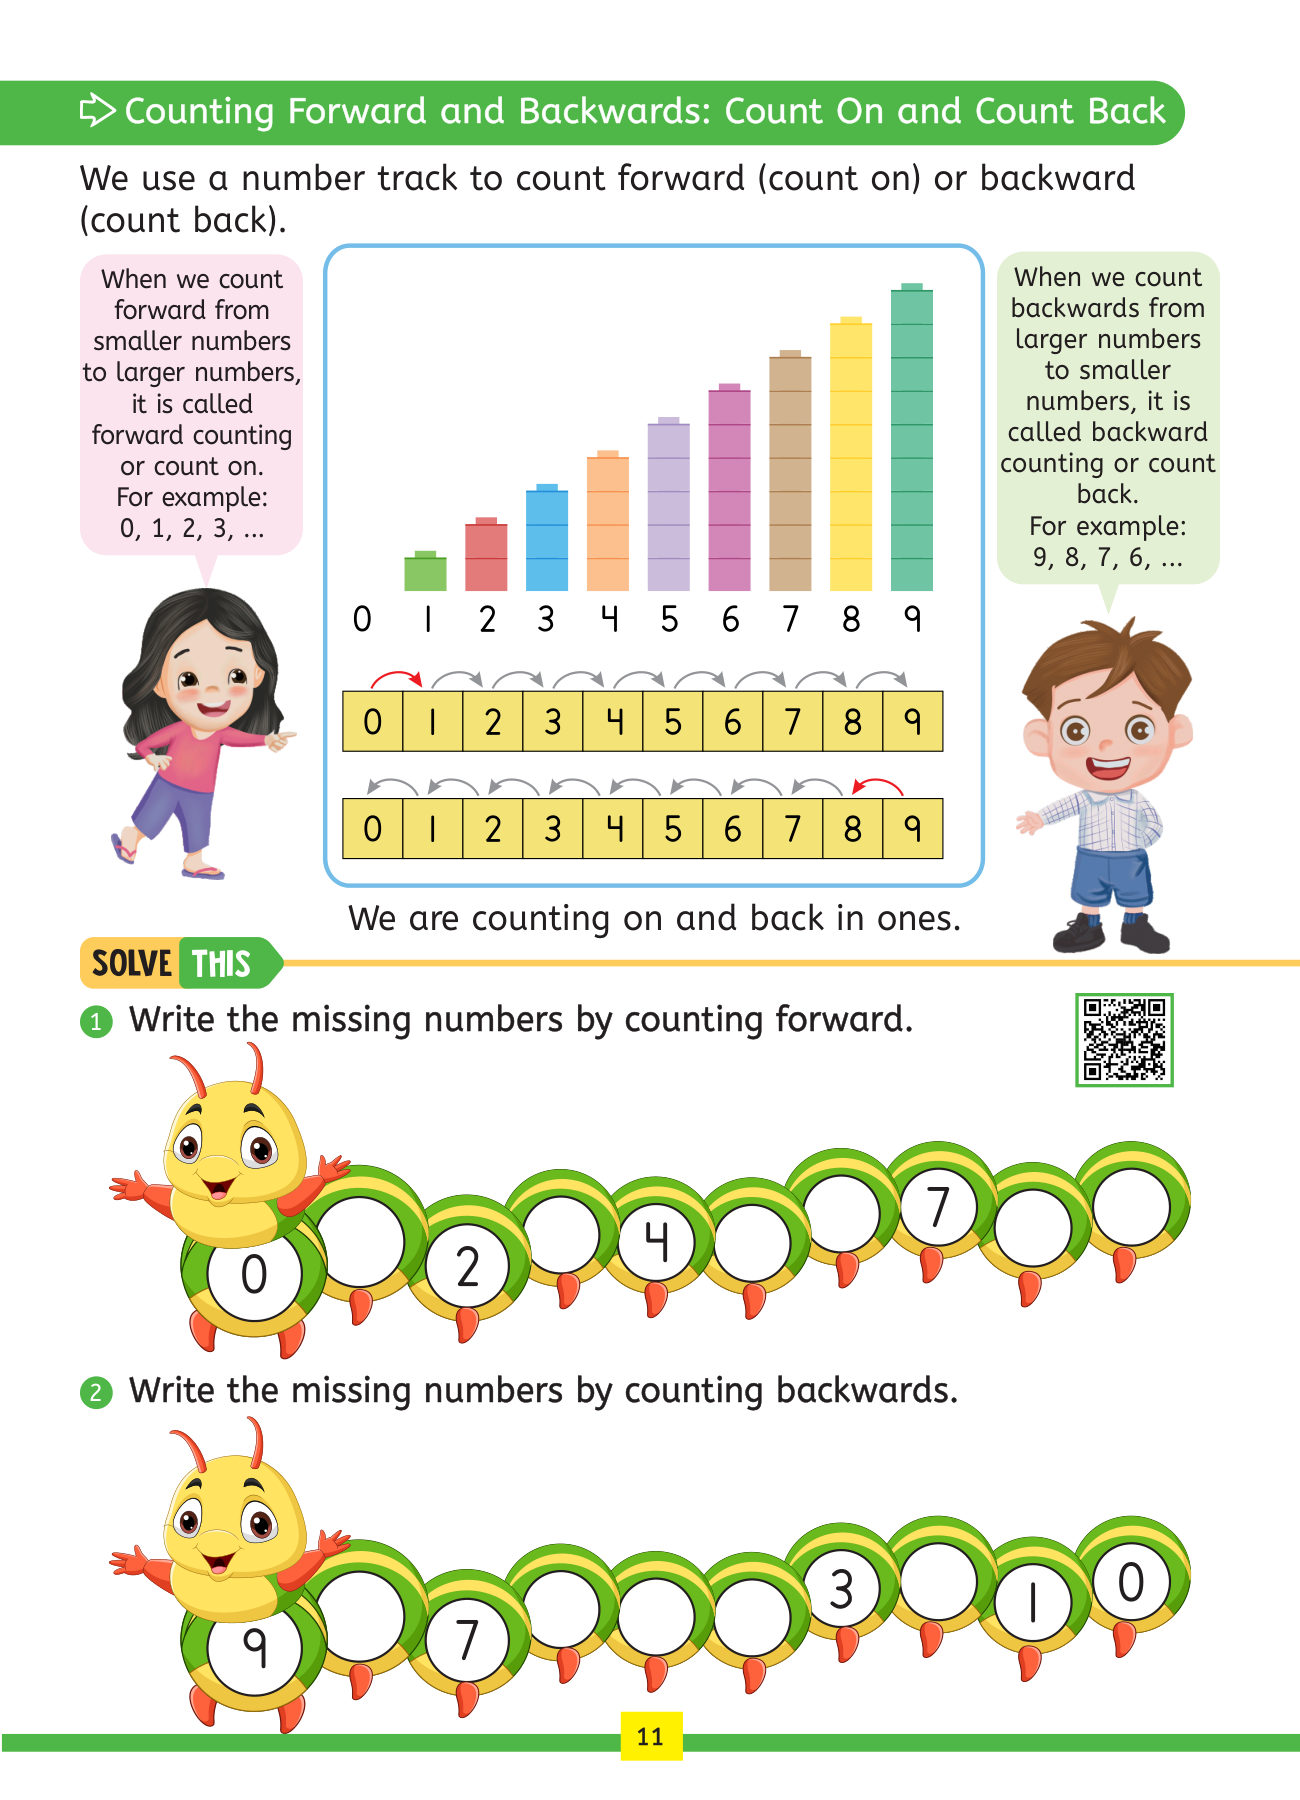 Counting Forward and Backwards: Count On and Count Back
We use a number track to count forward (count on) or backward
(count back).
When we count
forward from
smaller numbers
to larger numbers,
it is called
forward counting
or count on.
For example:
0, 1, 2, 3, ...
When we count
backwards from
larger numbers
to smaller
numbers, it is
called backward
counting or count
back.
For example:
9, 8, 7, 6, ...
0 1 2 3 4 5 6 7 8 9
0 1 2 3 4 5 6 7 8 9
0 1 2 3 4 5 6 7 8 9
We are counting on and back in ones.
SOLVE THIS
1 Write the missing numbers by counting forward.
0 2 4 7
2 Write the missing numbers by counting backwards.
9 7 3 1 0
11